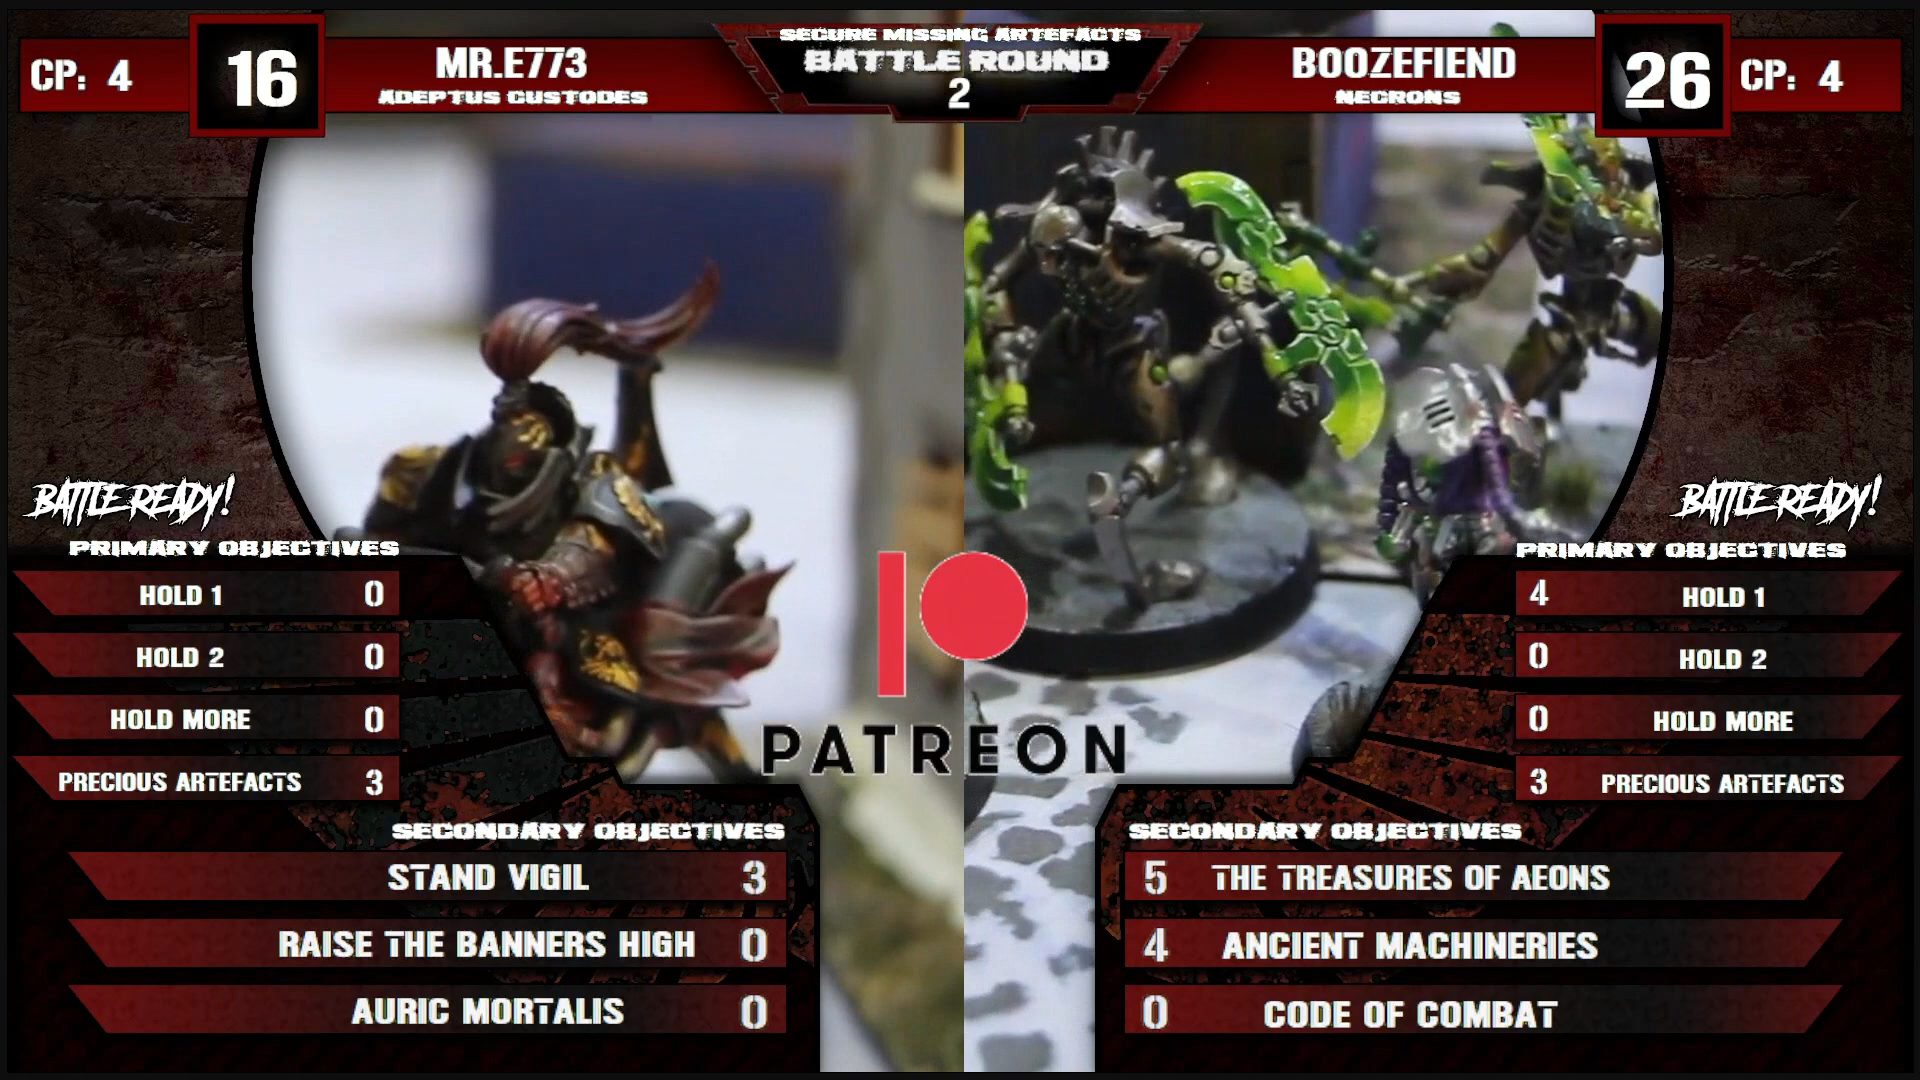 SECURE MISSING ARTEFACTS
BATTLE ROUND
2
CP: 4
16
MR.E773
ADEPTUS CUSTODES
BOOZEFIEND
NECRONS
26
CP: 4
BATTLE READY!
PRIMARY OBJECTIVES
HOLD 1 0
HOLD 2 0
HOLD MORE 0
PRECIOUS ARTEFACTS 3
SECONDARY OBJECTIVES
STAND VIGIL 3
RAISE THE BANNERS HIGH 0
AURIC MORTALIS 0
PATREON
BATTLE READY!
PRIMARY OBJECTIVES
4 HOLD 1
0 HOLD 2
0 HOLD MORE
3 PRECIOUS ARTEFACTS
SECONDARY OBJECTIVES
5 THE TREASURES OF AEONS
4 ANCIENT MACHINERIES
0 CODE OF COMBAT